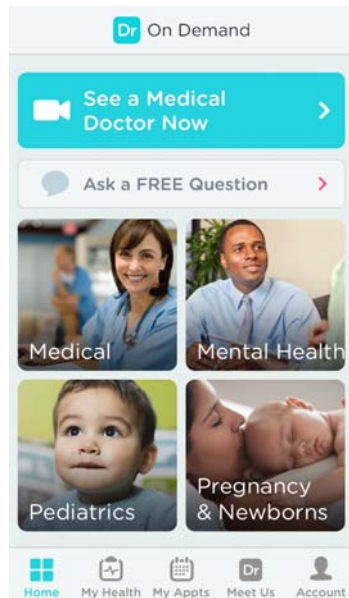 Dr On Demand
See a Medical
Doctor Now
Ask a FREE Question
Medical
Mental Health
Pediatrics
Pregnancy
& Newborns
Home My Health My Appts Dr Meet Us Account